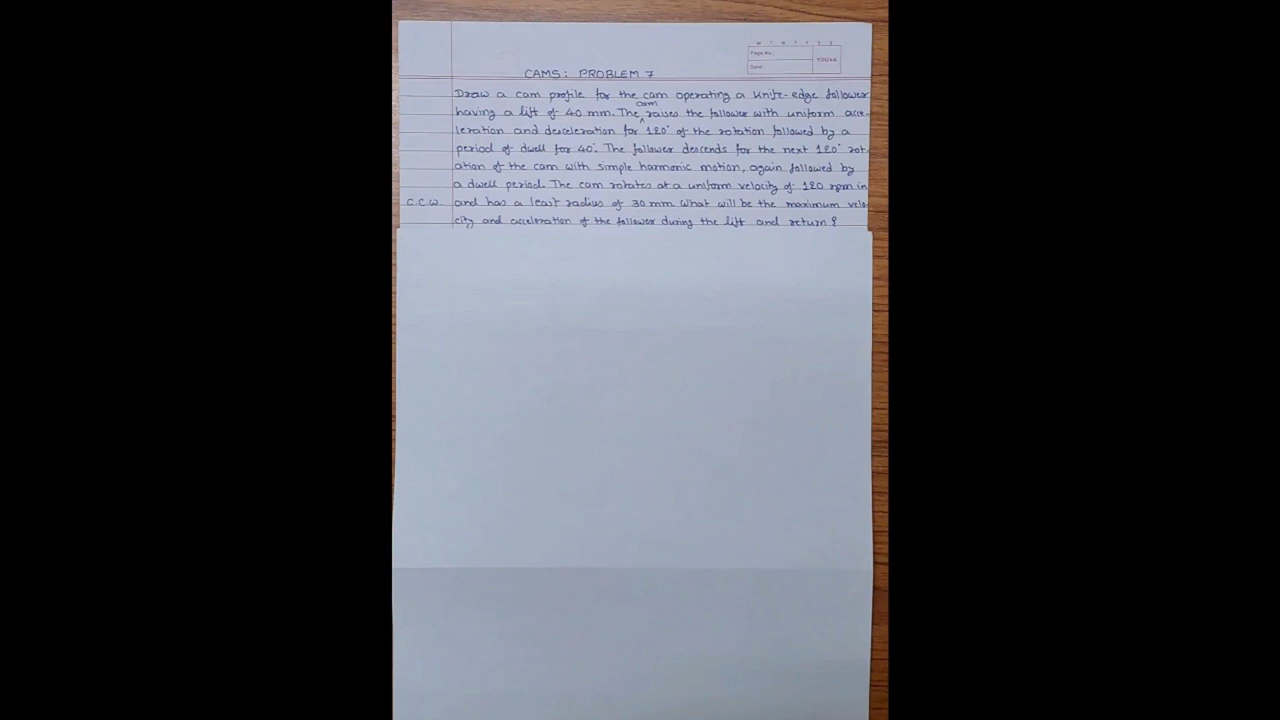 M T W T F S S
Page No.:
Date:
YOUVA
CAMS: PROBLEM 7
Draw a cam profile for the cam operating a knife-edge follower
having a lift of 40 mm. The ^cam raises the follower with uniform acce-
leration and desceleration for 120° of the rotation followed by a
period of dwell for 40°. The follower descends for the next 120° rot-
ation of the cam with simple harmonic motion, again followed by
a dwell period. The cam rotates at a uniform velocity of 120 rpm in
C.C.W. and has a least radius of 30 mm what will be the maximum velo-
city and acceleration of the follower during the lift and return?